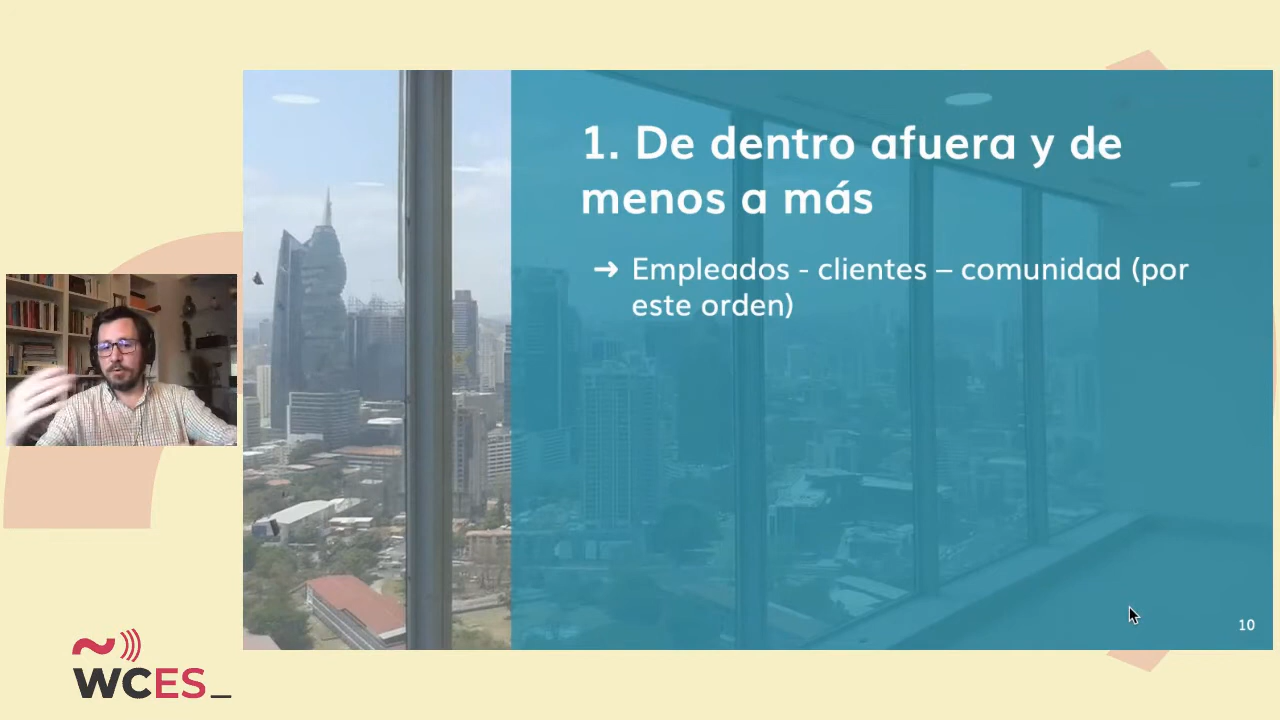 1. De dentro afuera y de
menos a más
➜ Empleados - clientes – comunidad (por
este orden)
10
WCES_